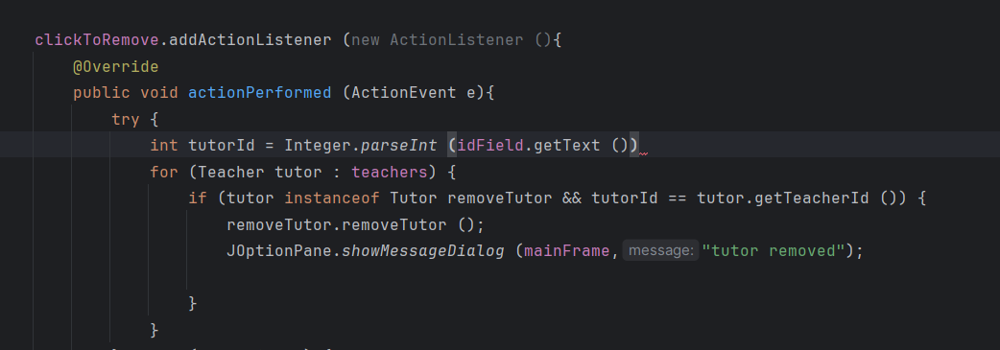 clickToRemove.addActionListener (new ActionListener (){
@Override
public void actionPerformed (ActionEvent e){
try {
int tutorId = Integer.parseInt (idField.getText ())
for (Teacher tutor : teachers) {
if (tutor instanceof Tutor removeTutor && tutorId == tutor.getTeacherId ()) {
removeTutor.removeTutor ();
JOptionPane.showMessageDialog (mainFrame, message: "tutor removed");
}
}